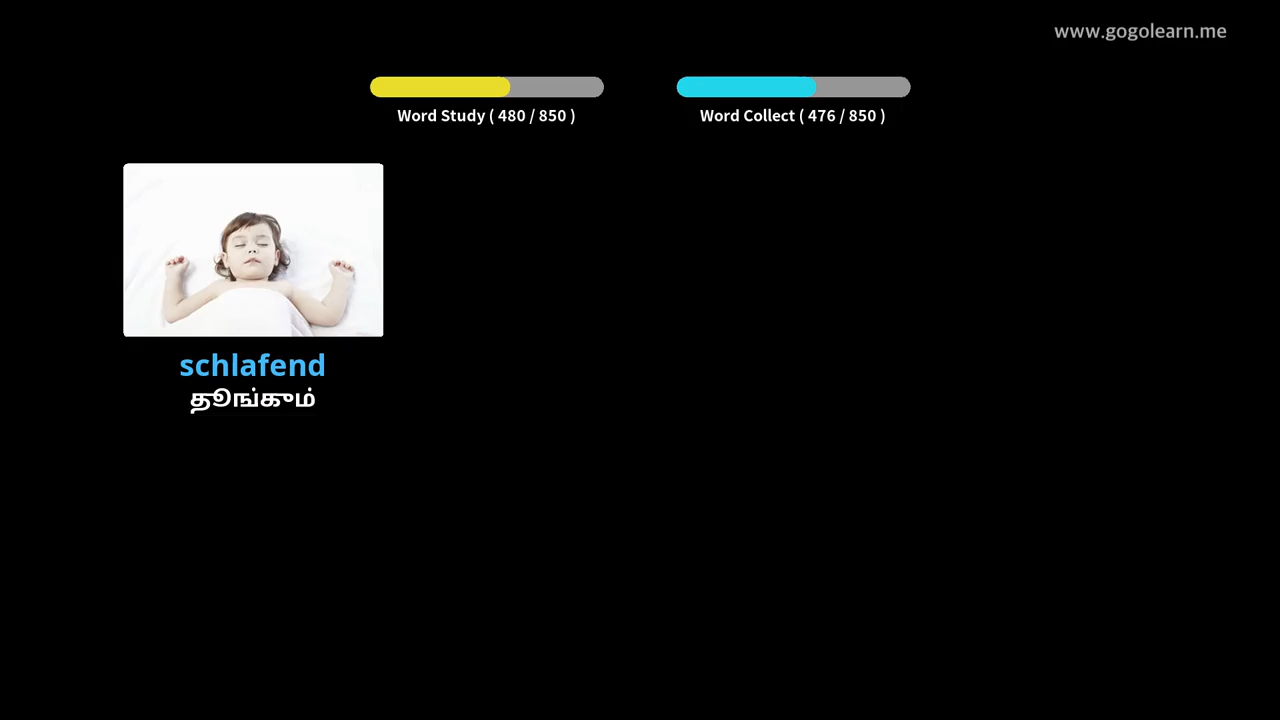 www.gogolearn.me
Word Study ( 480 / 850 )
Word Collect ( 476 / 850 )
schlafend
தூங்கும்